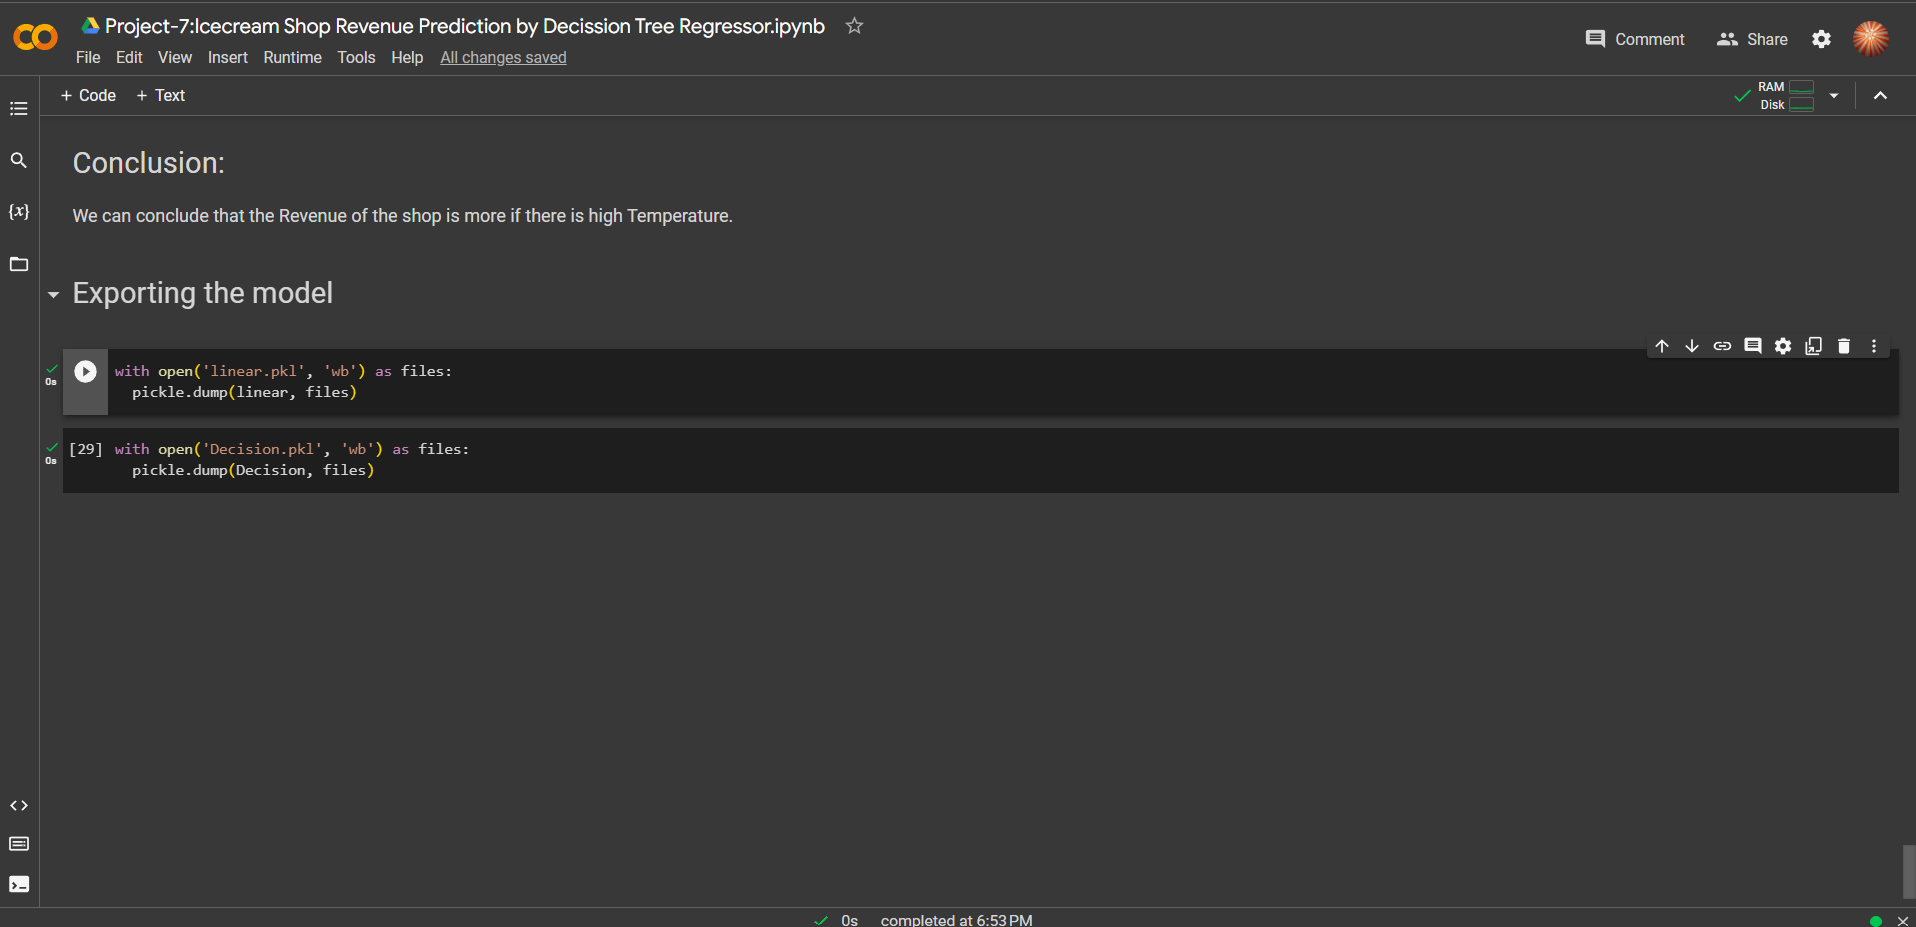 Project-7:Icecream Shop Revenue Prediction by Decission Tree Regressor.ipynb
File Edit View Insert Runtime Tools Help All changes saved
Comment Share
+ Code + Text
RAM
Disk
Conclusion:
We can conclude that the Revenue of the shop is more if there is high Temperature.
{x}
Exporting the model
0s
with open('linear.pkl', 'wb') as files:
pickle.dump(linear, files)
0s
[29] with open('Decision.pkl', 'wb') as files:
pickle.dump(Decision, files)
0s completed at 6:53 PM